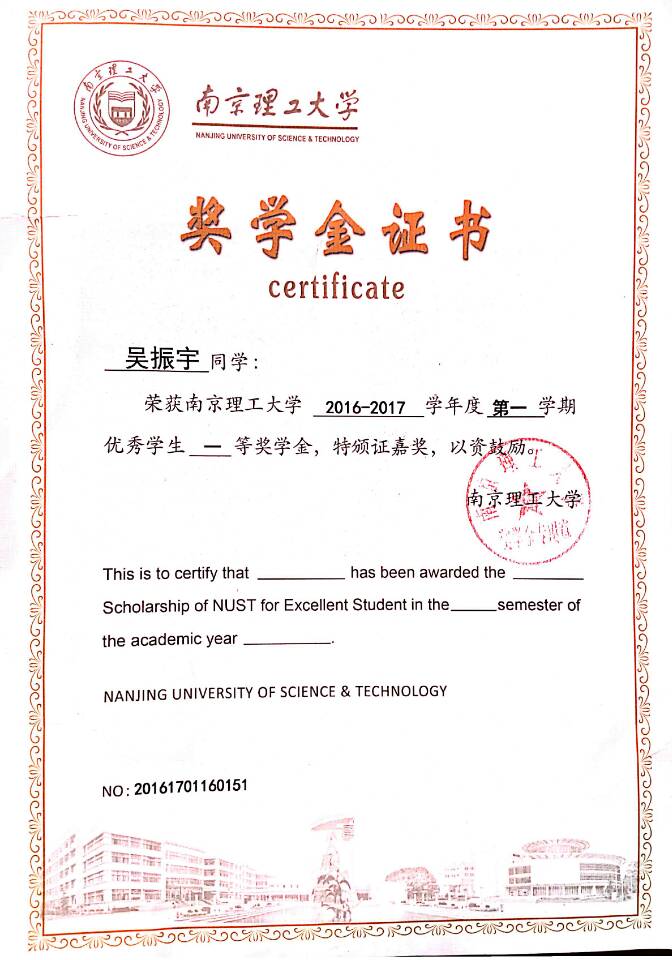 南京理工大学
NANJING UNIVERSITY OF SCIENCE & TECHNOLOGY
南京理工大学
NANJING UNIVERSITY OF SCIENCE & TECHNOLOGY
奖学金证书
certificate
吴振宇 同学：
荣获南京理工大学 2016-2017 学年度 第一 学期
优秀学生 一 等奖学金，特颁证嘉奖，以资鼓励。
南京理工大学
This is to certify that __________ has been awarded the ________
Scholarship of NUST for Excellent Student in the_____semester of
the academic year __________.
NANJING UNIVERSITY OF SCIENCE & TECHNOLOGY
NO: 20161701160151